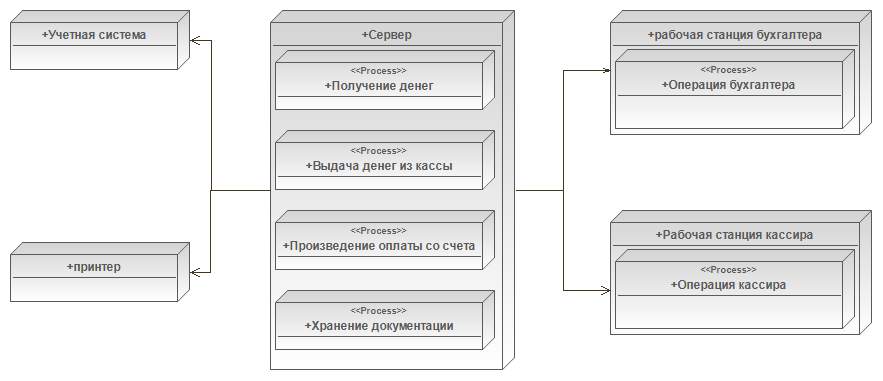 +Учетная система
+принтер
+Сервер
<<Process>>
+Получение денег
<<Process>>
+Выдача денег из кассы
<<Process>>
+Произведение оплаты со счета
<<Process>>
+Хранение документации
+рабочая станция бухгалтера
<<Process>>
+Операция бухгалтера
+Рабочая станция кассира
<<Process>>
+Операция кассира